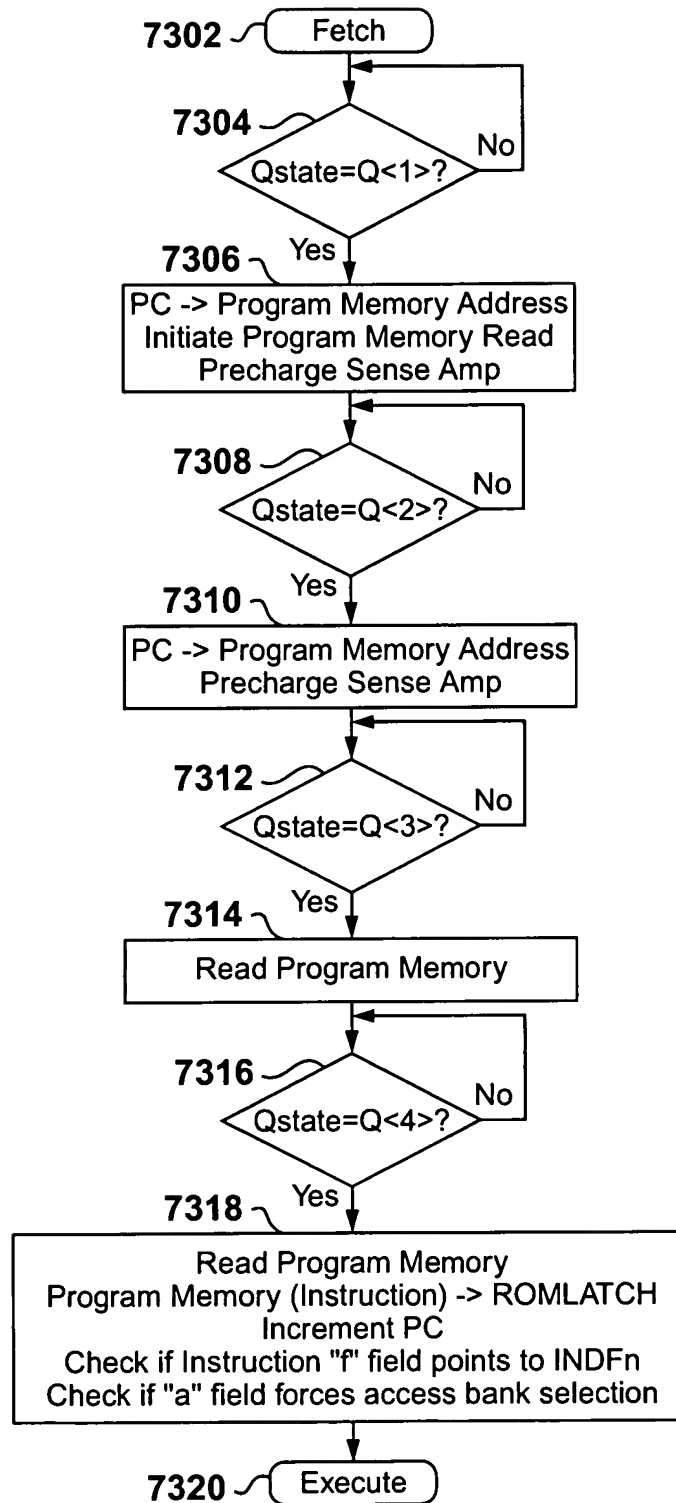 7302
Fetch
7304
Qstate=Q<1>?
No
Yes
7306
PC -> Program Memory Address
Initiate Program Memory Read
Precharge Sense Amp
7308
Qstate=Q<2>?
No
Yes
7310
PC -> Program Memory Address
Precharge Sense Amp
7312
Qstate=Q<3>?
No
Yes
7314
Read Program Memory
7316
Qstate=Q<4>?
No
Yes
7318
Read Program Memory
Program Memory (Instruction) -> ROMLATCH
Increment PC
Check if Instruction "f" field points to INDFn
Check if "a" field forces access bank selection
7320
Execute